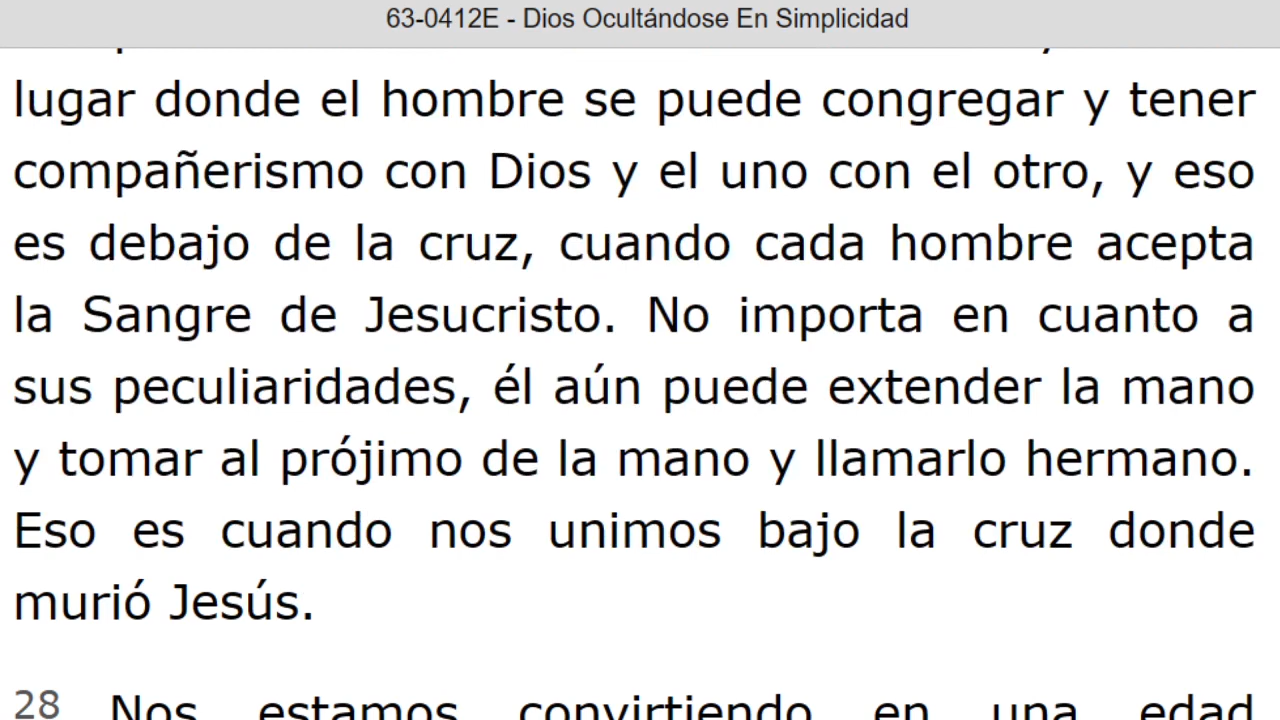 63-0412E - Dios Ocultándose En Simplicidad
lugar donde el hombre se puede congregar y tener
compañerismo con Dios y el uno con el otro, y eso
es debajo de la cruz, cuando cada hombre acepta
la Sangre de Jesucristo. No importa en cuanto a
sus peculiaridades, él aún puede extender la mano
y tomar al prójimo de la mano y llamarlo hermano.
Eso es cuando nos unimos bajo la cruz donde
murió Jesús.
28 Nos estamos convirtiendo en una edad